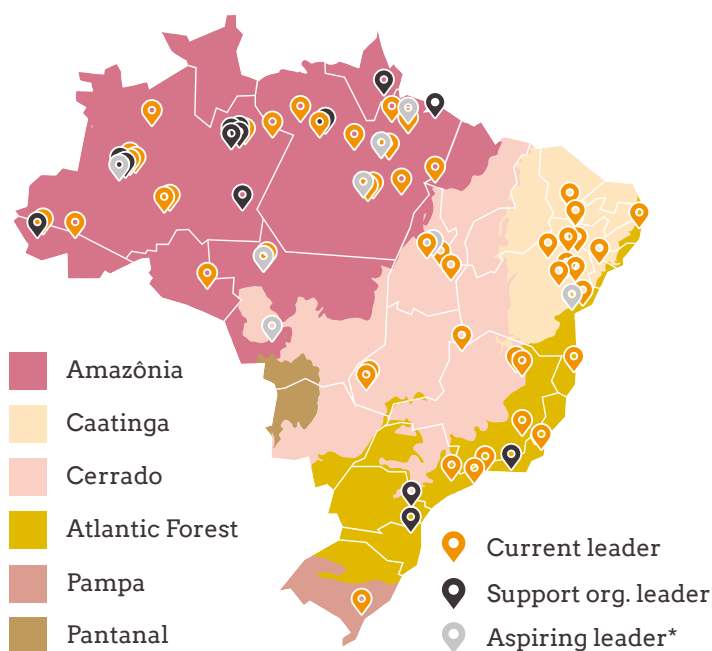 Amazônia
Caatinga
Cerrado
Atlantic Forest
Pampa
Pantanal
Current leader
Support org. leader
Aspiring leader*